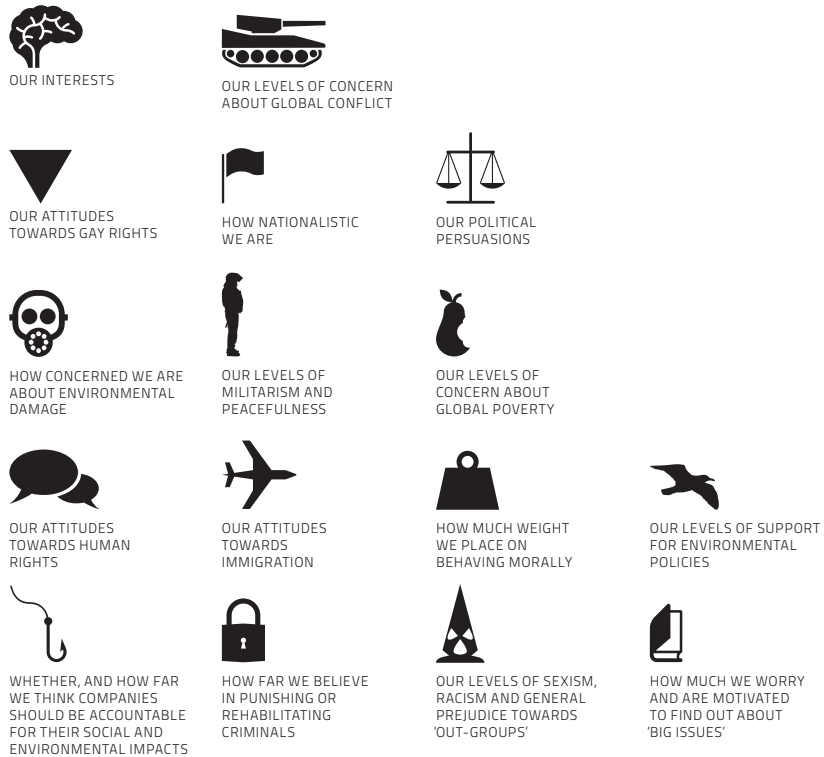 OUR INTERESTS
OUR LEVELS OF CONCERN
ABOUT GLOBAL CONFLICT
OUR ATTITUDES
TOWARDS GAY RIGHTS
HOW NATIONALISTIC
WE ARE
OUR POLITICAL
PERSUASIONS
HOW CONCERNED WE ARE
ABOUT ENVIRONMENTAL
DAMAGE
OUR LEVELS OF
MILITARISM AND
PEACEFULNESS
OUR LEVELS OF
CONCERN ABOUT
GLOBAL POVERTY
OUR ATTITUDES
TOWARDS HUMAN
RIGHTS
OUR ATTITUDES
TOWARDS
IMMIGRATION
HOW MUCH WEIGHT
WE PLACE ON
BEHAVING MORALLY
OUR LEVELS OF SUPPORT
FOR ENVIRONMENTAL
POLICIES
WHETHER, AND HOW FAR
WE THINK COMPANIES
SHOULD BE ACCOUNTABLE
FOR THEIR SOCIAL AND
ENVIRONMENTAL IMPACTS
HOW FAR WE BELIEVE
IN PUNISHING OR
REHABILITATING
CRIMINALS
OUR LEVELS OF SEXISM,
RACISM AND GENERAL
PREJUDICE TOWARDS
‘OUT-GROUPS’
HOW MUCH WE WORRY
AND ARE MOTIVATED
TO FIND OUT ABOUT
‘BIG ISSUES’